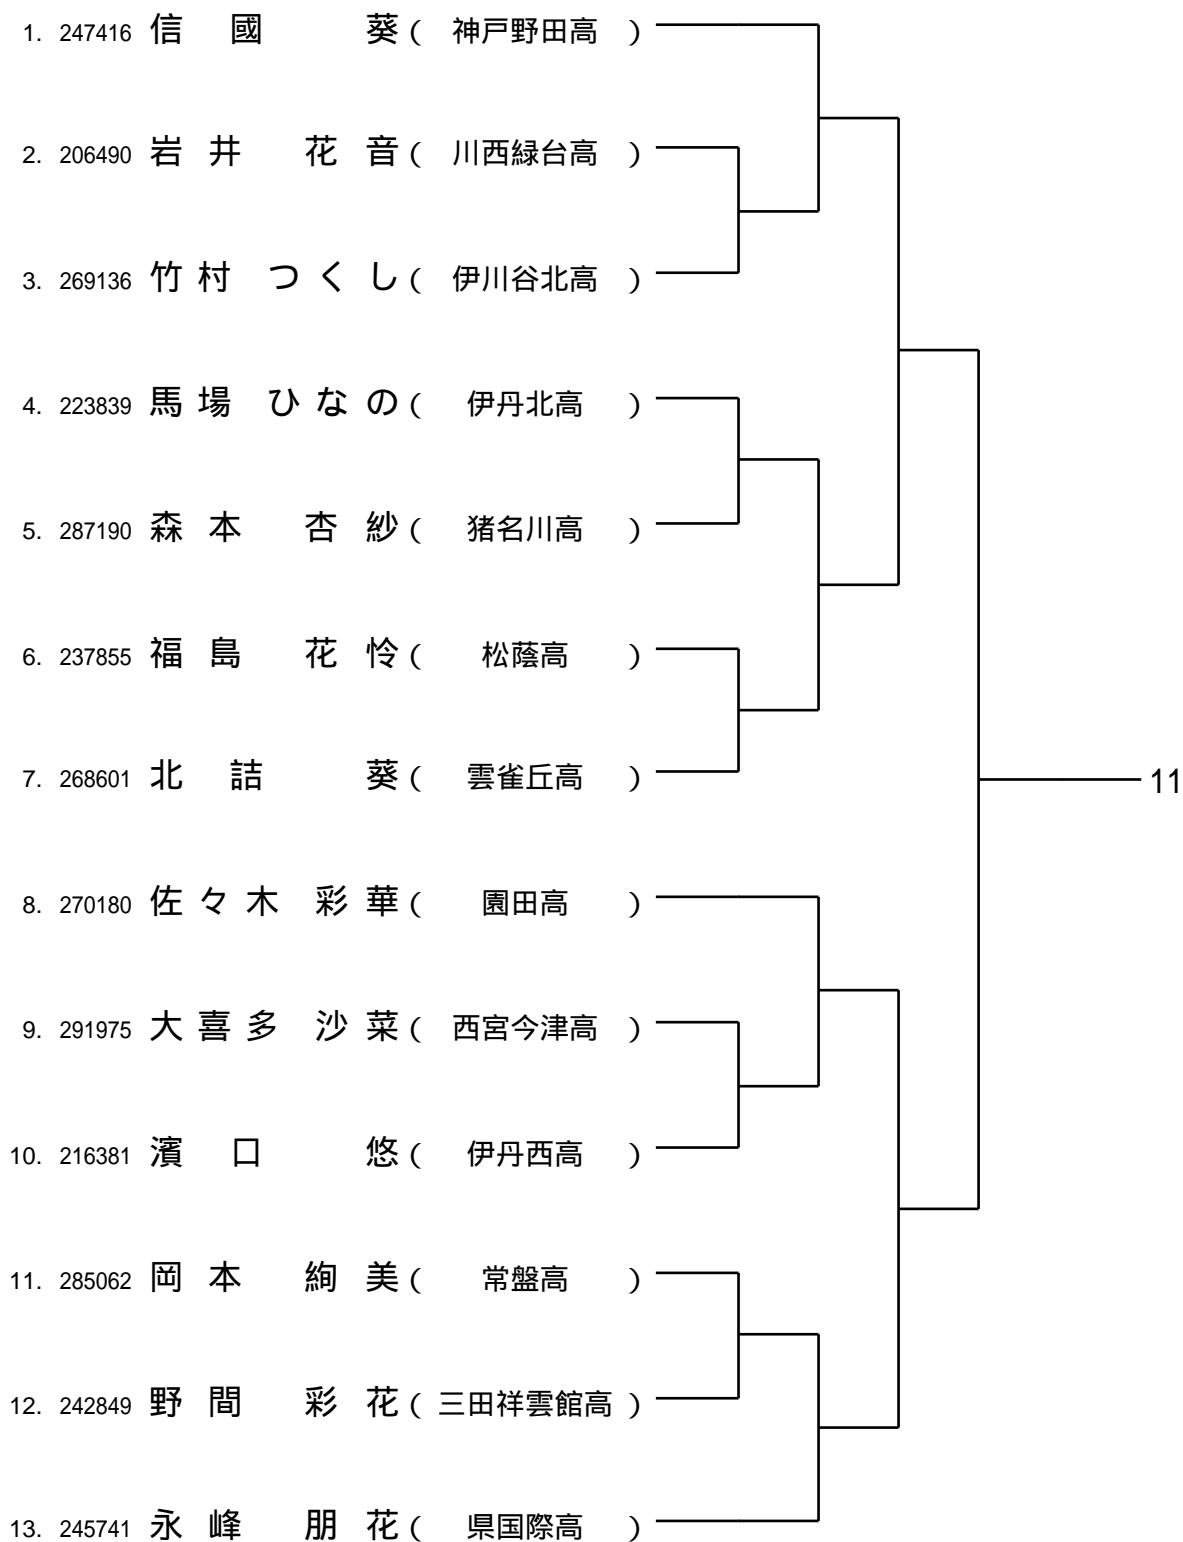 1. 247416 信國 葵 ( 神戸野田高 )
2. 206490 岩井 花音 ( 川西緑台高 )
3. 269136 竹村 つくし ( 伊川谷北高 )
4. 223839 馬場 ひなの ( 伊丹北高 )
5. 287190 森本 杏紗 ( 猪名川高 )
6. 237855 福島 花怜 ( 松蔭高 )
7. 268601 北詰 葵 ( 雲雀丘高 )
11
8. 270180 佐々木 彩華 ( 園田高 )
9. 291975 大喜多 沙菜 ( 西宮今津高 )
10. 216381 濱口 悠 ( 伊丹西高 )
11. 285062 岡本 絢美 ( 常盤高 )
12. 242849 野間 彩花 ( 三田祥雲館高 )
13. 245741 永峰 朋花 ( 県国際高 )